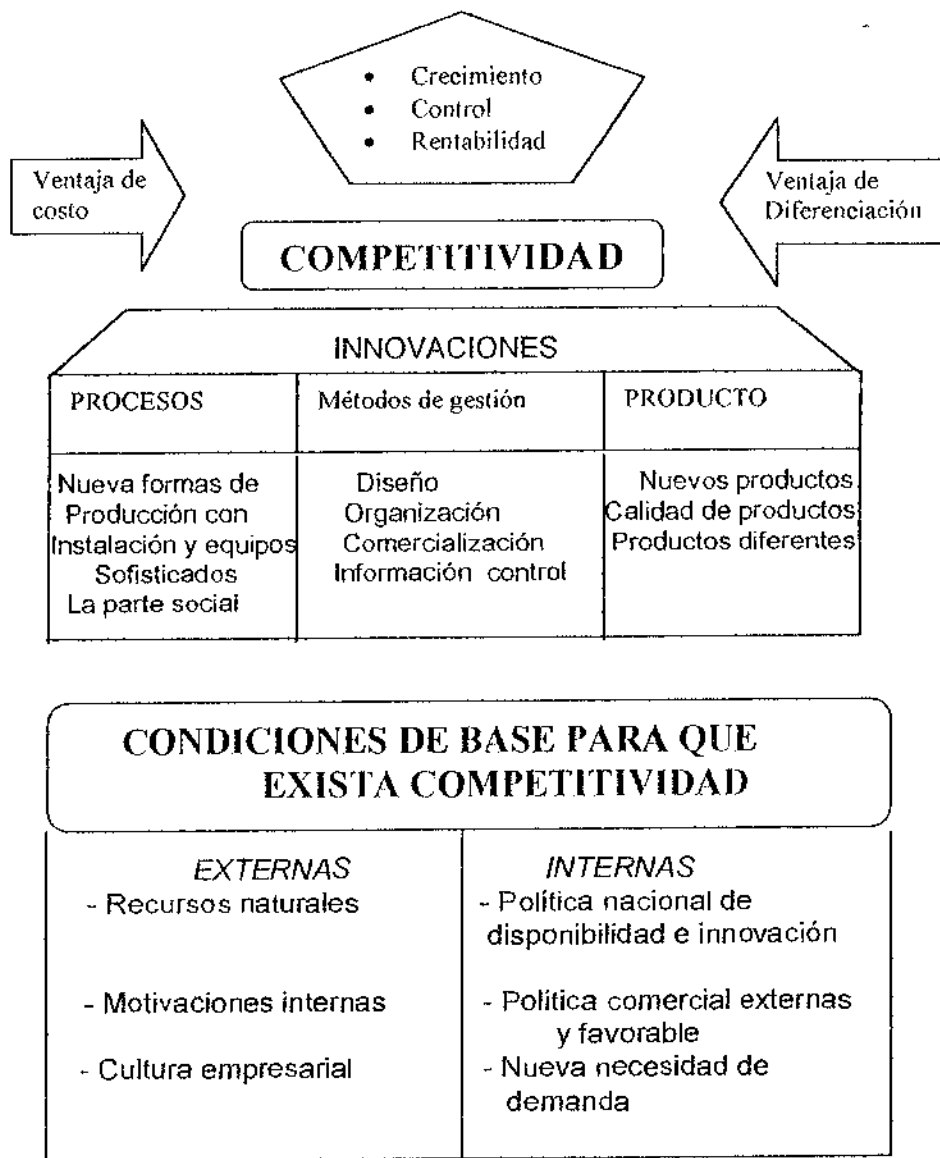 • Crecimiento
• Control
• Rentabilidad
Ventaja de
costo
Ventaja de
Diferenciación
COMPETITIVIDAD
INNOVACIONES
PROCESOS
Métodos de gestión
PRODUCTO
Nueva formas de
Producción con
Instalación y equipos
Sofisticados
La parte social
Diseño
Organización
Comercialización
Información control
Nuevos productos
Calidad de productos
Productos diferentes
CONDICIONES DE BASE PARA QUE
EXISTA COMPETITIVIDAD
EXTERNAS
- Recursos naturales
- Motivaciones internas
- Cultura empresarial
INTERNAS
- Política nacional de
disponibilidad e innovación
- Política comercial externas
y favorable
- Nueva necesidad de
demanda